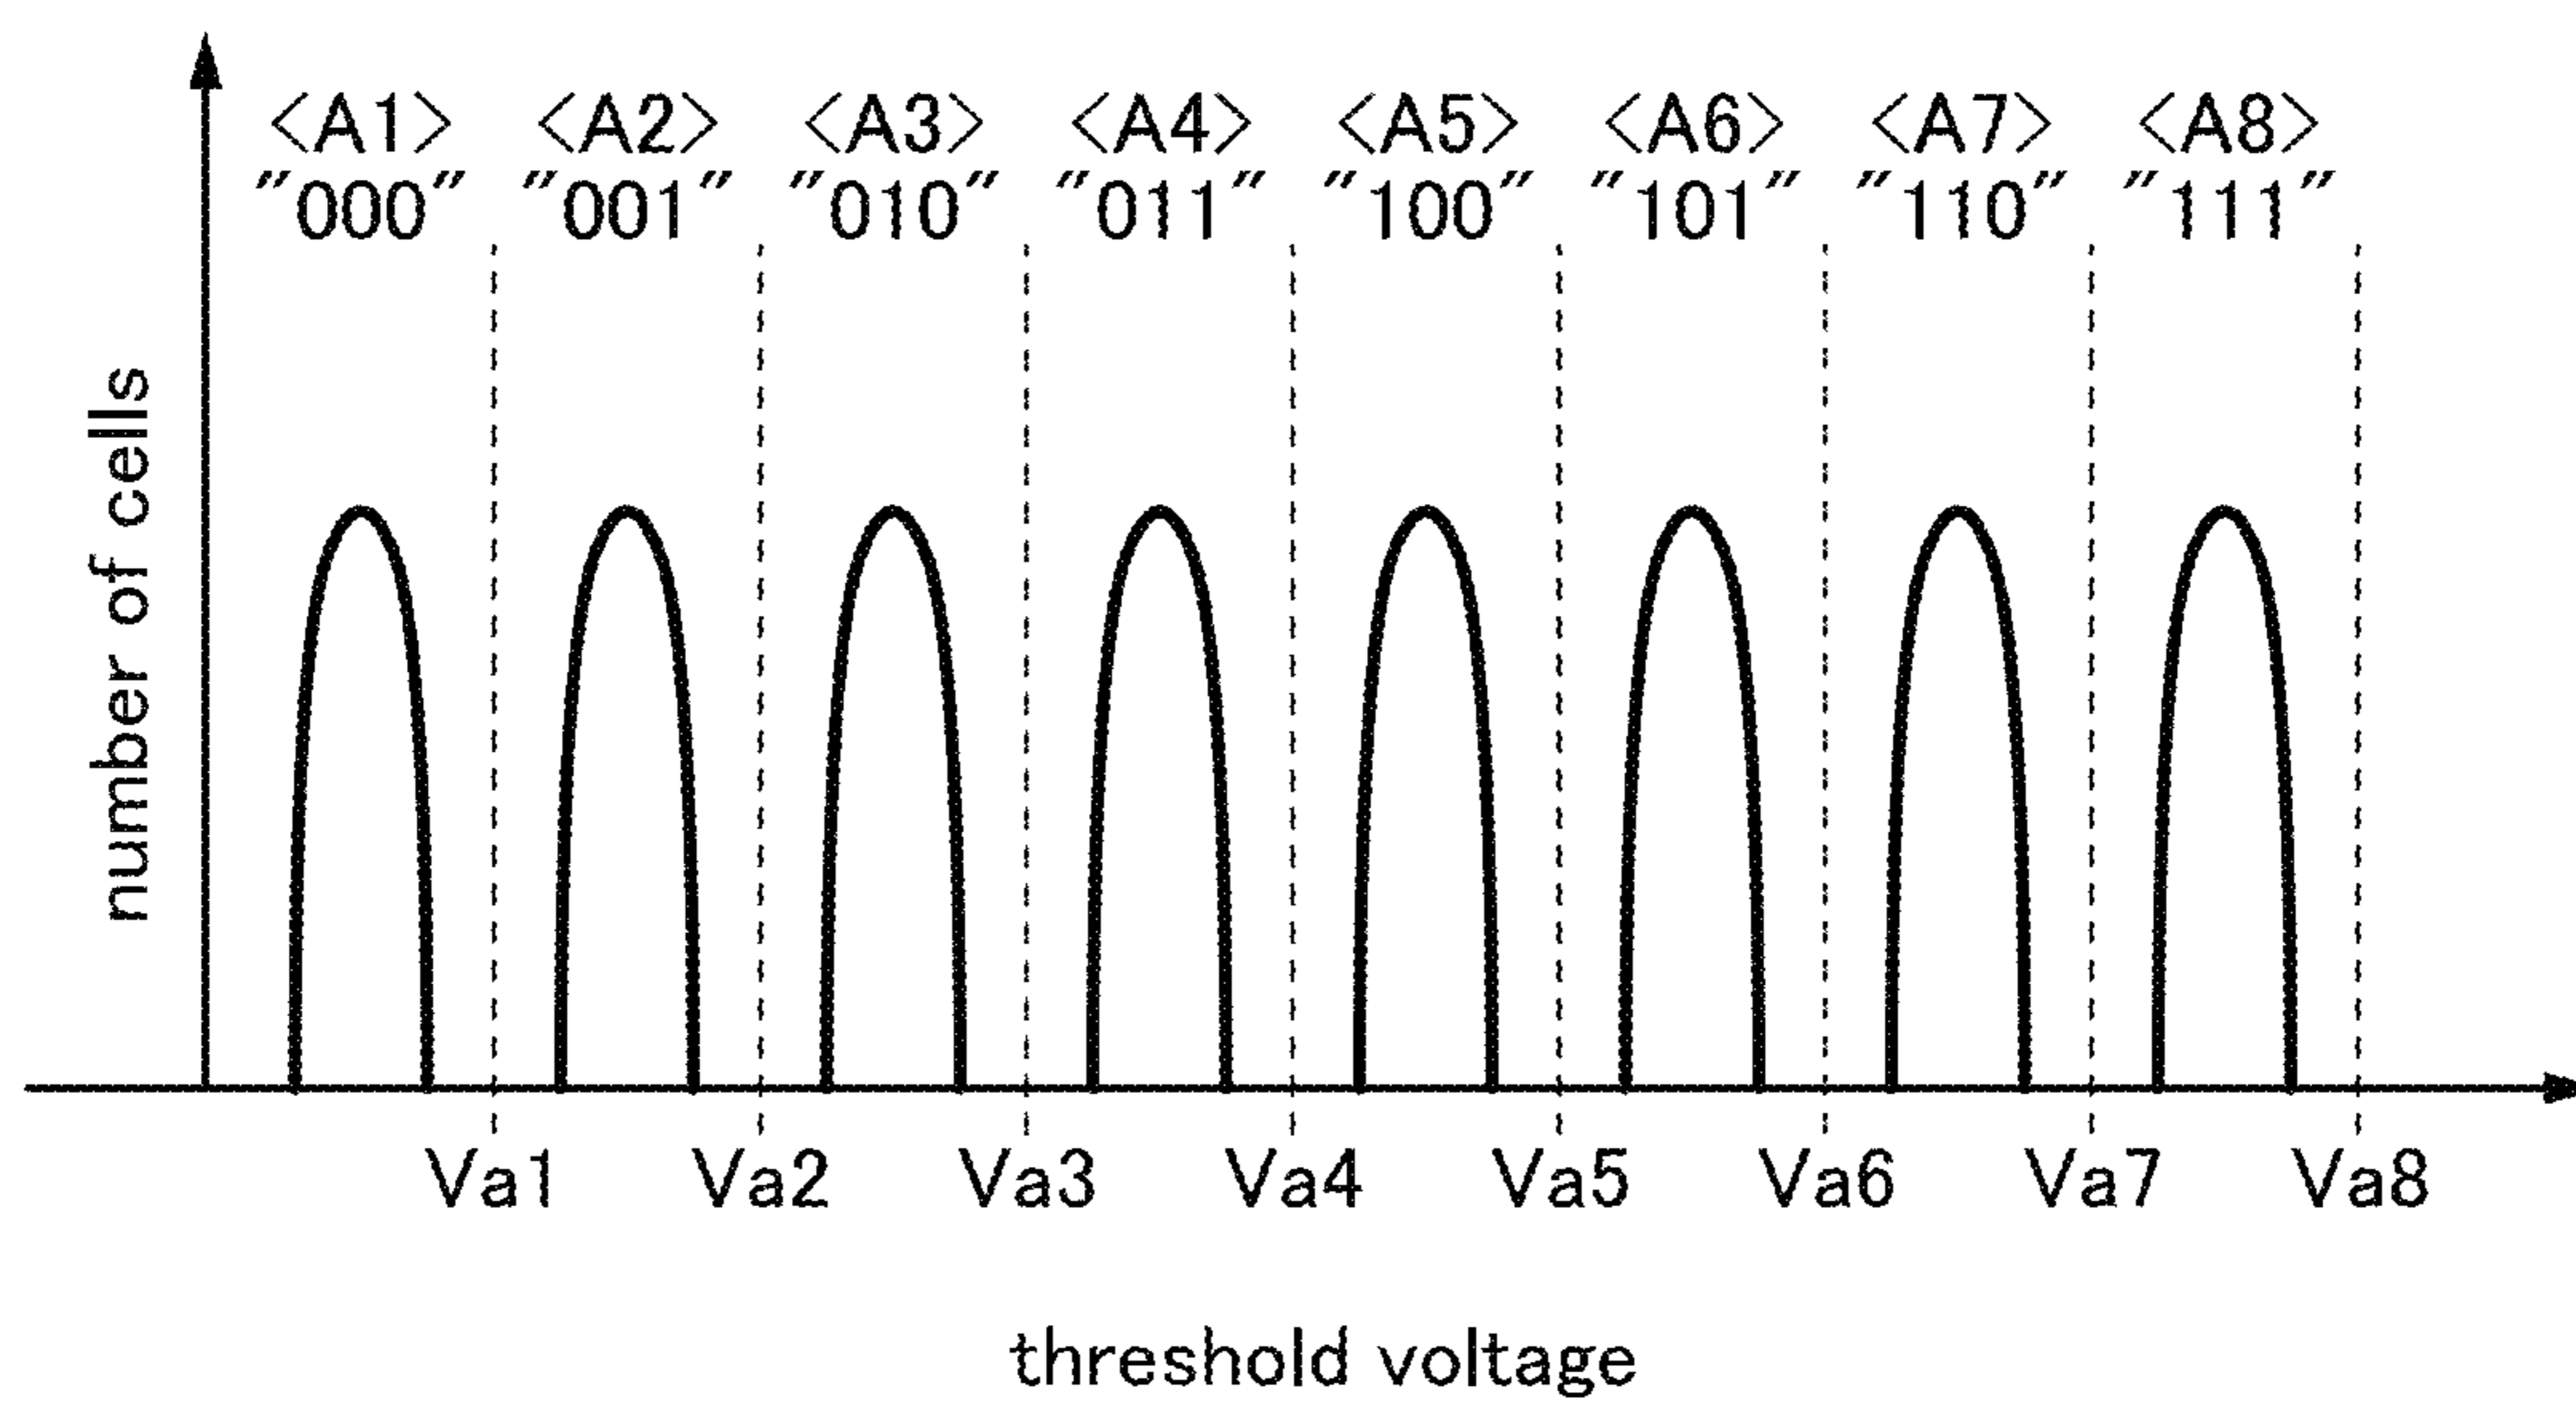 <A1> <A2> <A3> <A4> <A5> <A6> <A7> <A8>
"000" "001" "010" "011" "100" "101" "110" "111"
number of cells
Va1 Va2 Va3 Va4 Va5 Va6 Va7 Va8
threshold voltage